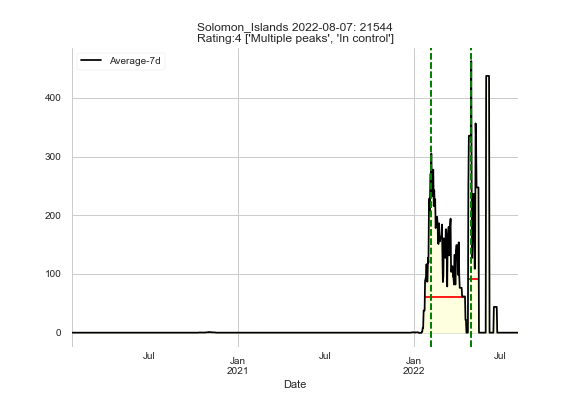 Solomon_Islands 2022-08-07: 21544
Rating:4 ['Multiple peaks', 'In control']
Average-7d
400
300
200
100
0
Jul
Jan
2021
Jul
Jan
2022
Jul
Date